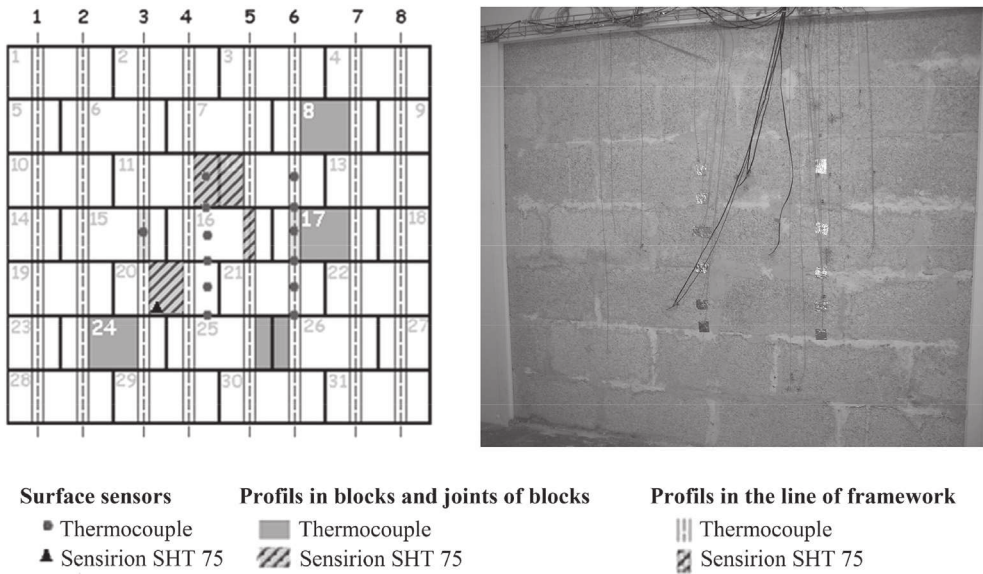 1 2 3 4 5 6 7 8
1 2 3 4
5 6 7 8 9
10 11 13
14 15 16 17 18
19 20 21 22
23 24 25 26 27
28 29 30 31
Surface sensors
Thermocouple
Sensirion SHT 75
Profils in blocks and joints of blocks
Thermocouple
Sensirion SHT 75
Profils in the line of framework
Thermocouple
Sensirion SHT 75